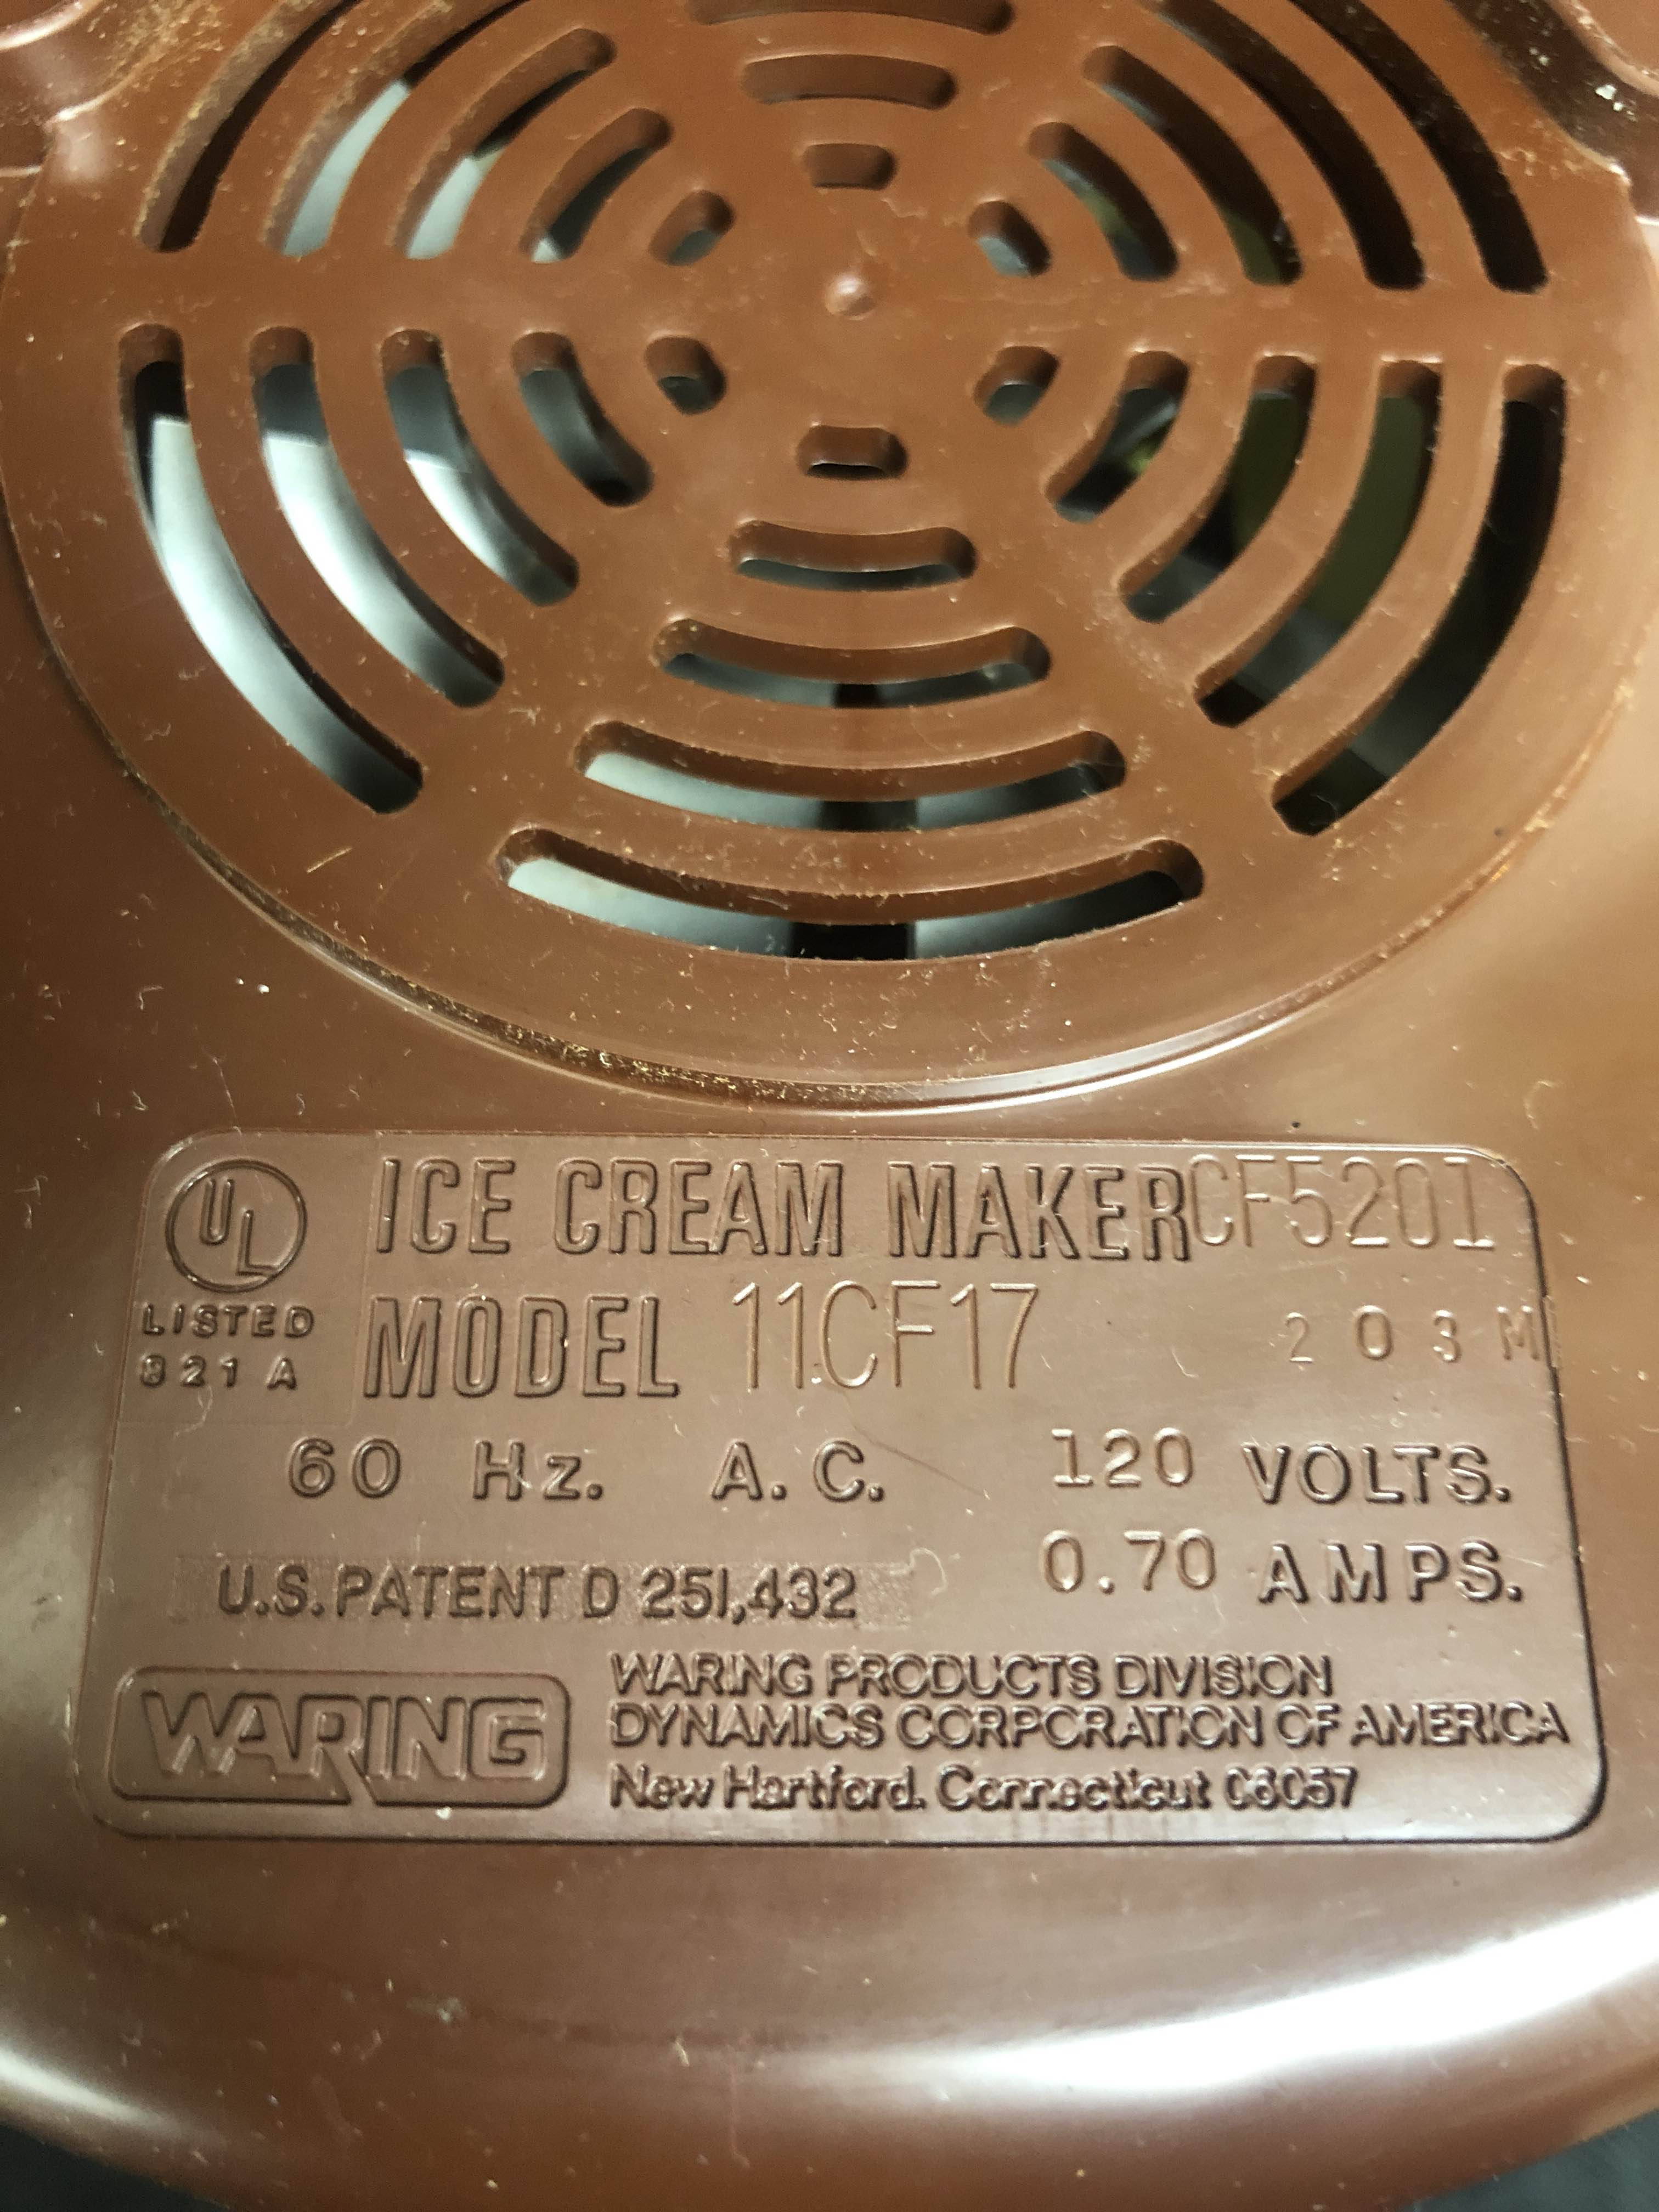 UL ICE CREAM MAKER CF5201
LISTED
821 A
MODEL 11CF17 203M
60 Hz. A.C. 120 VOLTS.
0.70 AMPS.
U.S. PATENT D 251,432
WARING
WARING PRODUCTS DIVISION
DYNAMICS CORPORATION OF AMERICA
New Hartford, Connecticut 06057